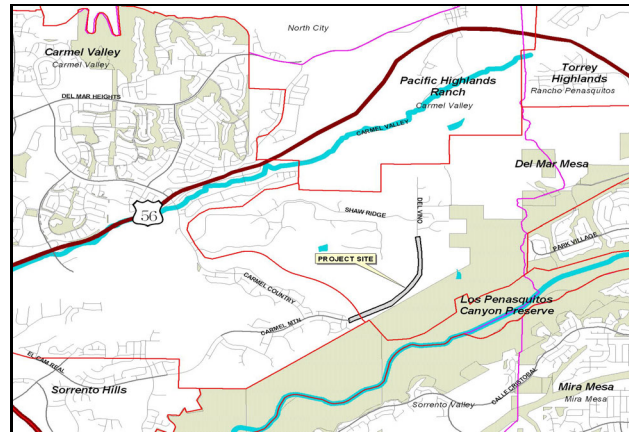 North City
Carmel Valley
Carmel Valley
Pacific Highlands
Ranch
Carmel Valley
Torrey
Highlands
Rancho Penasquitos
DEL MAR HEIGHTS
CARMEL VALLEY
Del Mar Mesa
56
SHAW RIDGE
DEL VINO
PARK VILLAGE
PROJECT SITE
CARMEL COUNTRY
Los Penasquitos
Canyon Preserve
CARMEL MTN
EL CAM REAL
Sorrento Hills
CALLE CRISTOBAL
Mira Mesa
Mira Mesa
Sorrento Valley